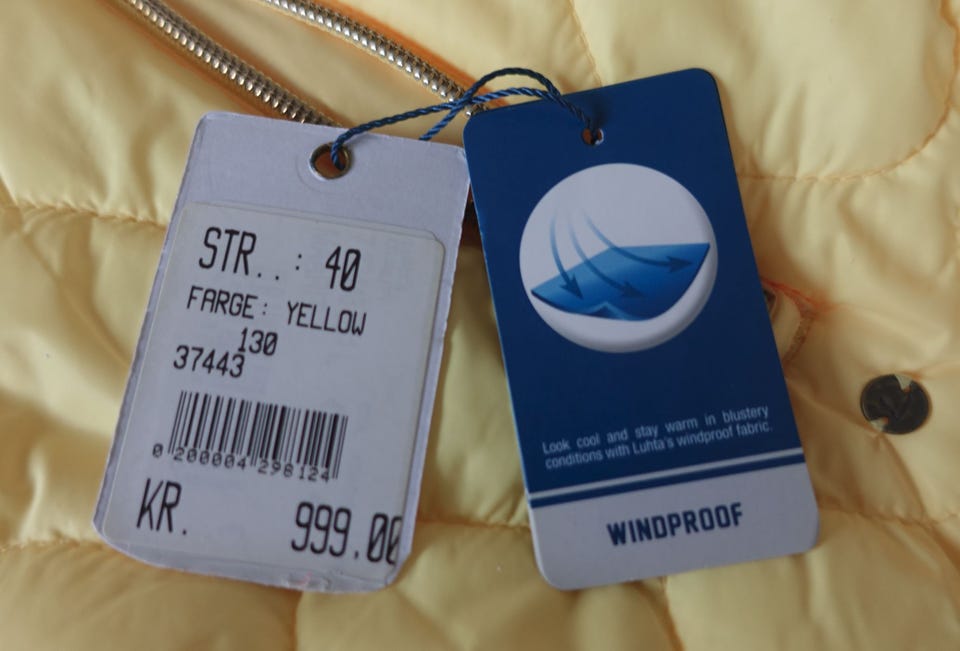 STR..: 40
FARGE: YELLOW
130
37443
0 200004 298124
KR. 999.00
Look cool and stay warm in blustery
conditions with Luhta's windproof fabric.
WINDPROOF